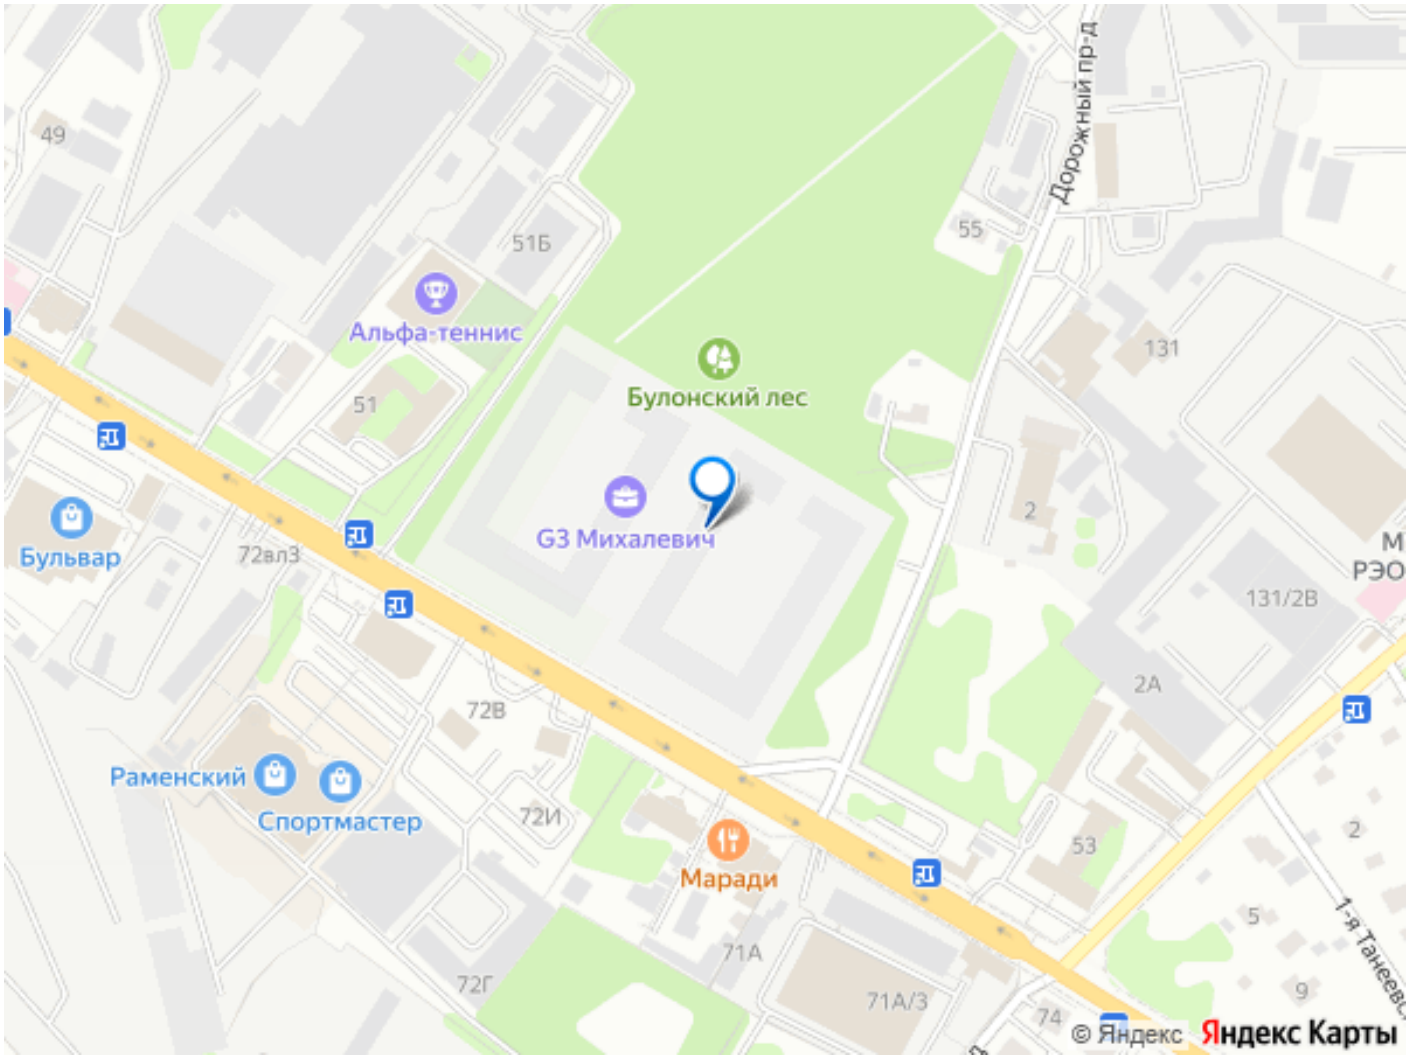 Дорожный пр-д
49
51Б
55
Альфа-теннис
131
Булонский лес
51
G3 Михалевич
2
Бульвар
72вл3
РЭО
131/2В
2А
72В
Раменский
Спортмастер
72И
2
53
Маради
5
1-я Танеевс
71А
72Г
71А/3
9
74
© Яндекс Яндекс Карты